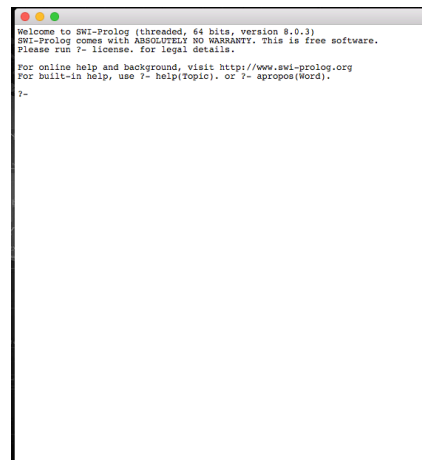 Welcome to SWI-Prolog (threaded, 64 bits, version 8.0.3)
SWI-Prolog comes with ABSOLUTELY NO WARRANTY. This is free software.
Please run ?- license. for legal details.
For online help and background, visit http://www.swi-prolog.org
For built-in help, use ?- help(Topic). or ?- apropos(Word).
?-